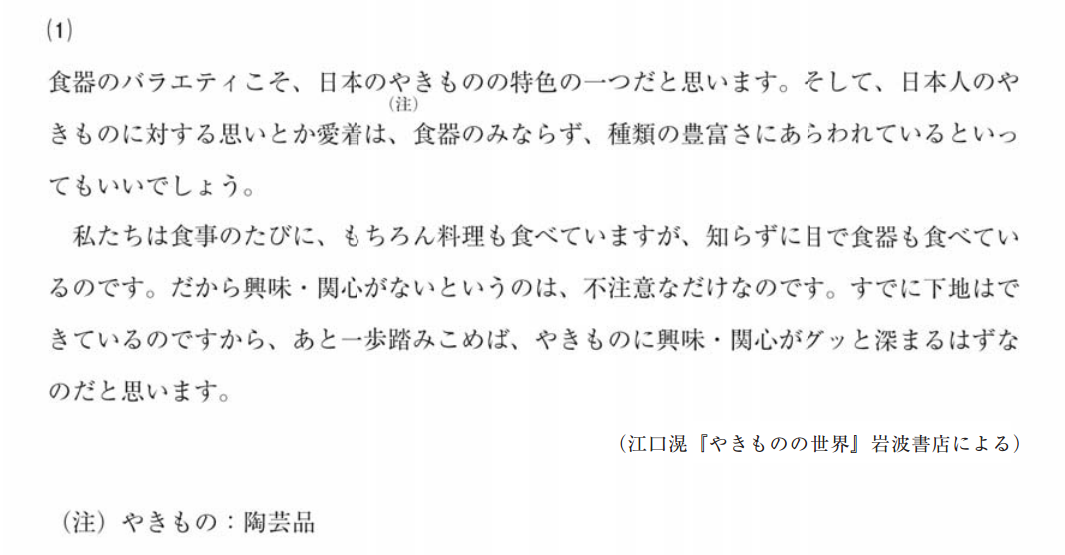 (1)
食器のバラエティこそ、日本のやきものの特色の一つだと思います。そして、日本人のや
(注)
きものに対する思いとか愛着は、食器のみならず、種類の豊富さにあらわれているといっ
てもいいでしょう。
私たちは食事のたびに、もちろん料理も食べていますが、知らずに目で食器も食べてい
るのです。だから興味・関心がないというのは、不注意なだけなのです。すでに下地はで
きているのですから、あと一歩踏みこめば、やきものに興味・関心がグッと深まるはずな
のだと思います。
(江口滉『やきものの世界』岩波書店による)
(注)やきもの:陶芸品